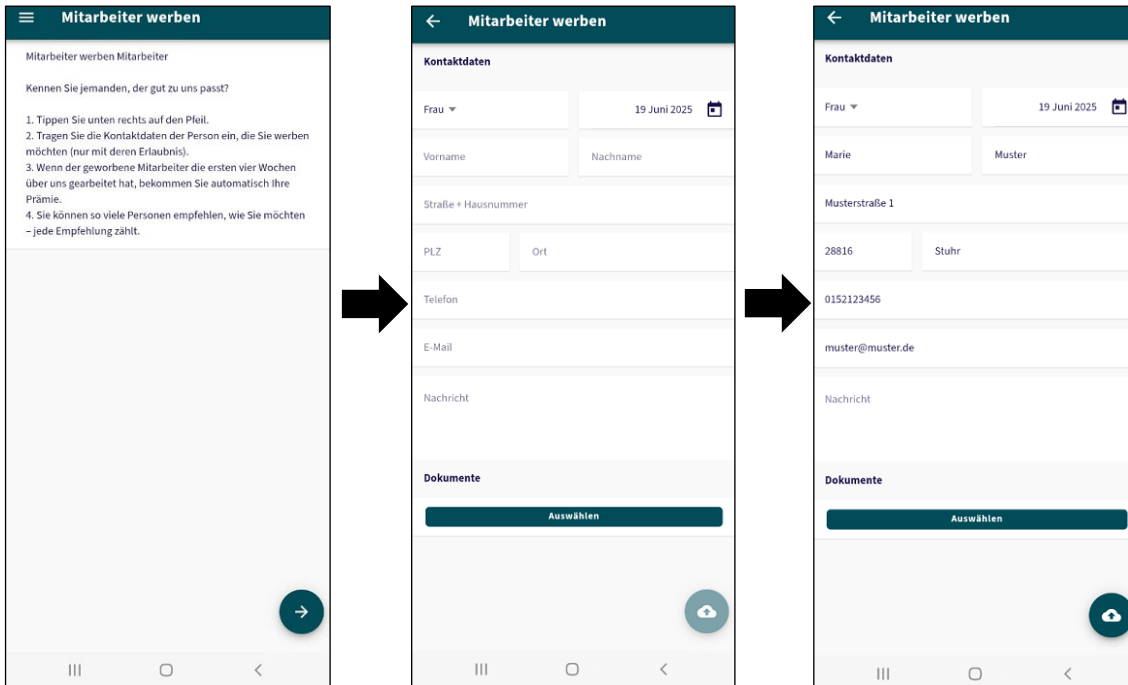 Mitarbeiter werben
Mitarbeiter werben Mitarbeiter
Kennen Sie jemanden, der gut zu uns passt?
1. Tippen Sie unten rechts auf den Pfeil.
2. Tragen Sie die Kontaktdaten der Person ein, die Sie werben
möchten (nur mit deren Erlaubnis).
3. Wenn der geworbene Mitarbeiter die ersten vier Wochen
über uns gearbeitet hat, bekommen Sie automatisch Ihre
Prämie.
4. Sie können so viele Personen empfehlen, wie Sie möchten
– jede Empfehlung zählt.
Mitarbeiter werben
Kontaktdaten
Frau 19 Juni 2025
Vorname Nachname
Straße + Hausnummer
PLZ Ort
Telefon
E-Mail
Nachricht
Dokumente
Auswählen
Mitarbeiter werben
Kontaktdaten
Frau 19 Juni 2025
Marie Muster
Musterstraße 1
28816 Stuhr
0152123456
muster@muster.de
Nachricht
Dokumente
Auswählen